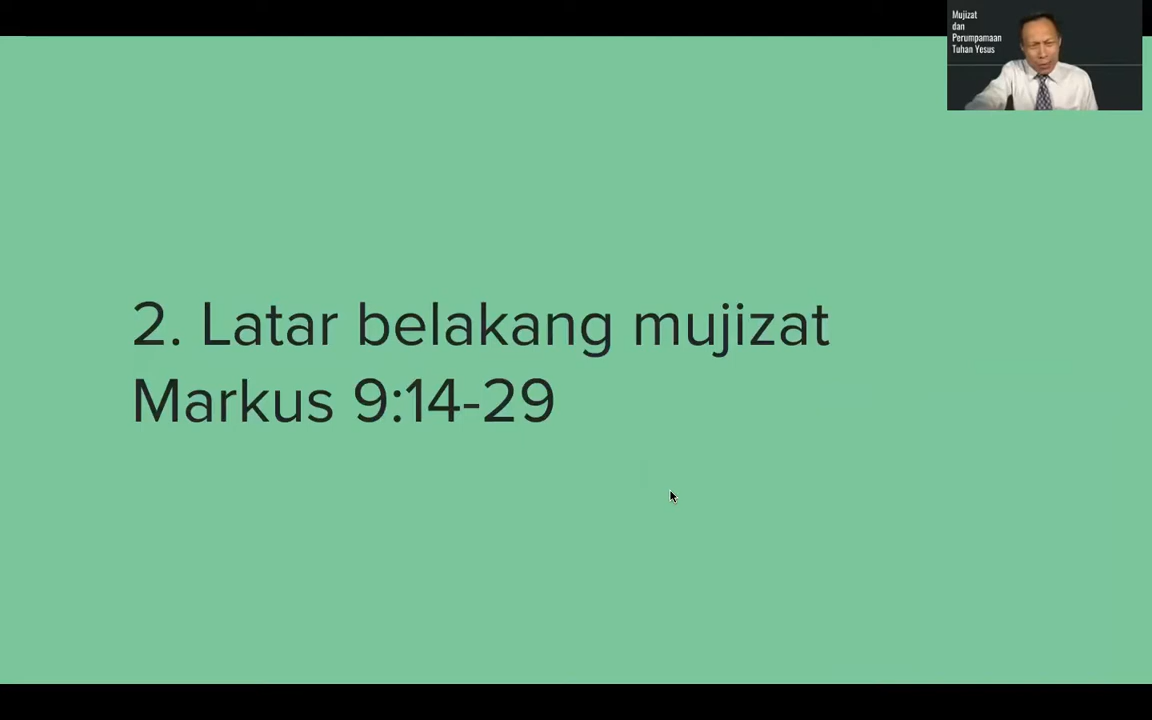 Mujizat
dan
Perumpamaan
Tuhan Yesus
2. Latar belakang mujizat
Markus 9:14-29